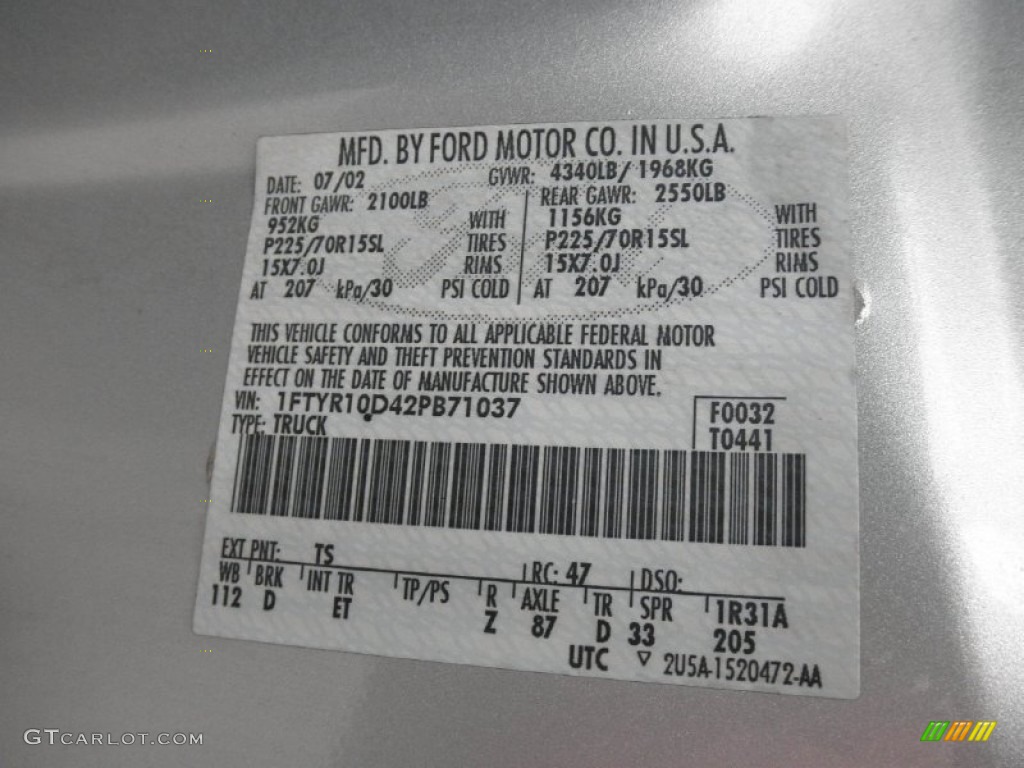 MFD. BY FORD MOTOR CO. IN U.S.A.
DATE: 07/02 GVWR: 4340LB/ 1968KG
FRONT GAWR: 2100LB REAR GAWR: 2550LB
952KG WITH 1156KG WITH
P225/70R15SL TIRES P225/70R15SL TIRES
15X7.0J RIMS 15X7.0J RIMS
AT 207 kPa/30 PSI COLD AT 207 kPa/30 PSI COLD
THIS VEHICLE CONFORMS TO ALL APPLICABLE FEDERAL MOTOR
VEHICLE SAFETY AND THEFT PREVENTION STANDARDS IN
EFFECT ON THE DATE OF MANUFACTURE SHOWN ABOVE.
VIN: 1FTYR10D42PB71037 F0032
TYPE: TRUCK T0441
EXT PNT: TS RC: 47 DSO:
WB BRK INT TR TP/PS R AXLE TR SPR 1R31A
112 D ET Z 87 D 33 205
UTC ▽ 2U5A-1520472-AA
GTCARLOT.COM